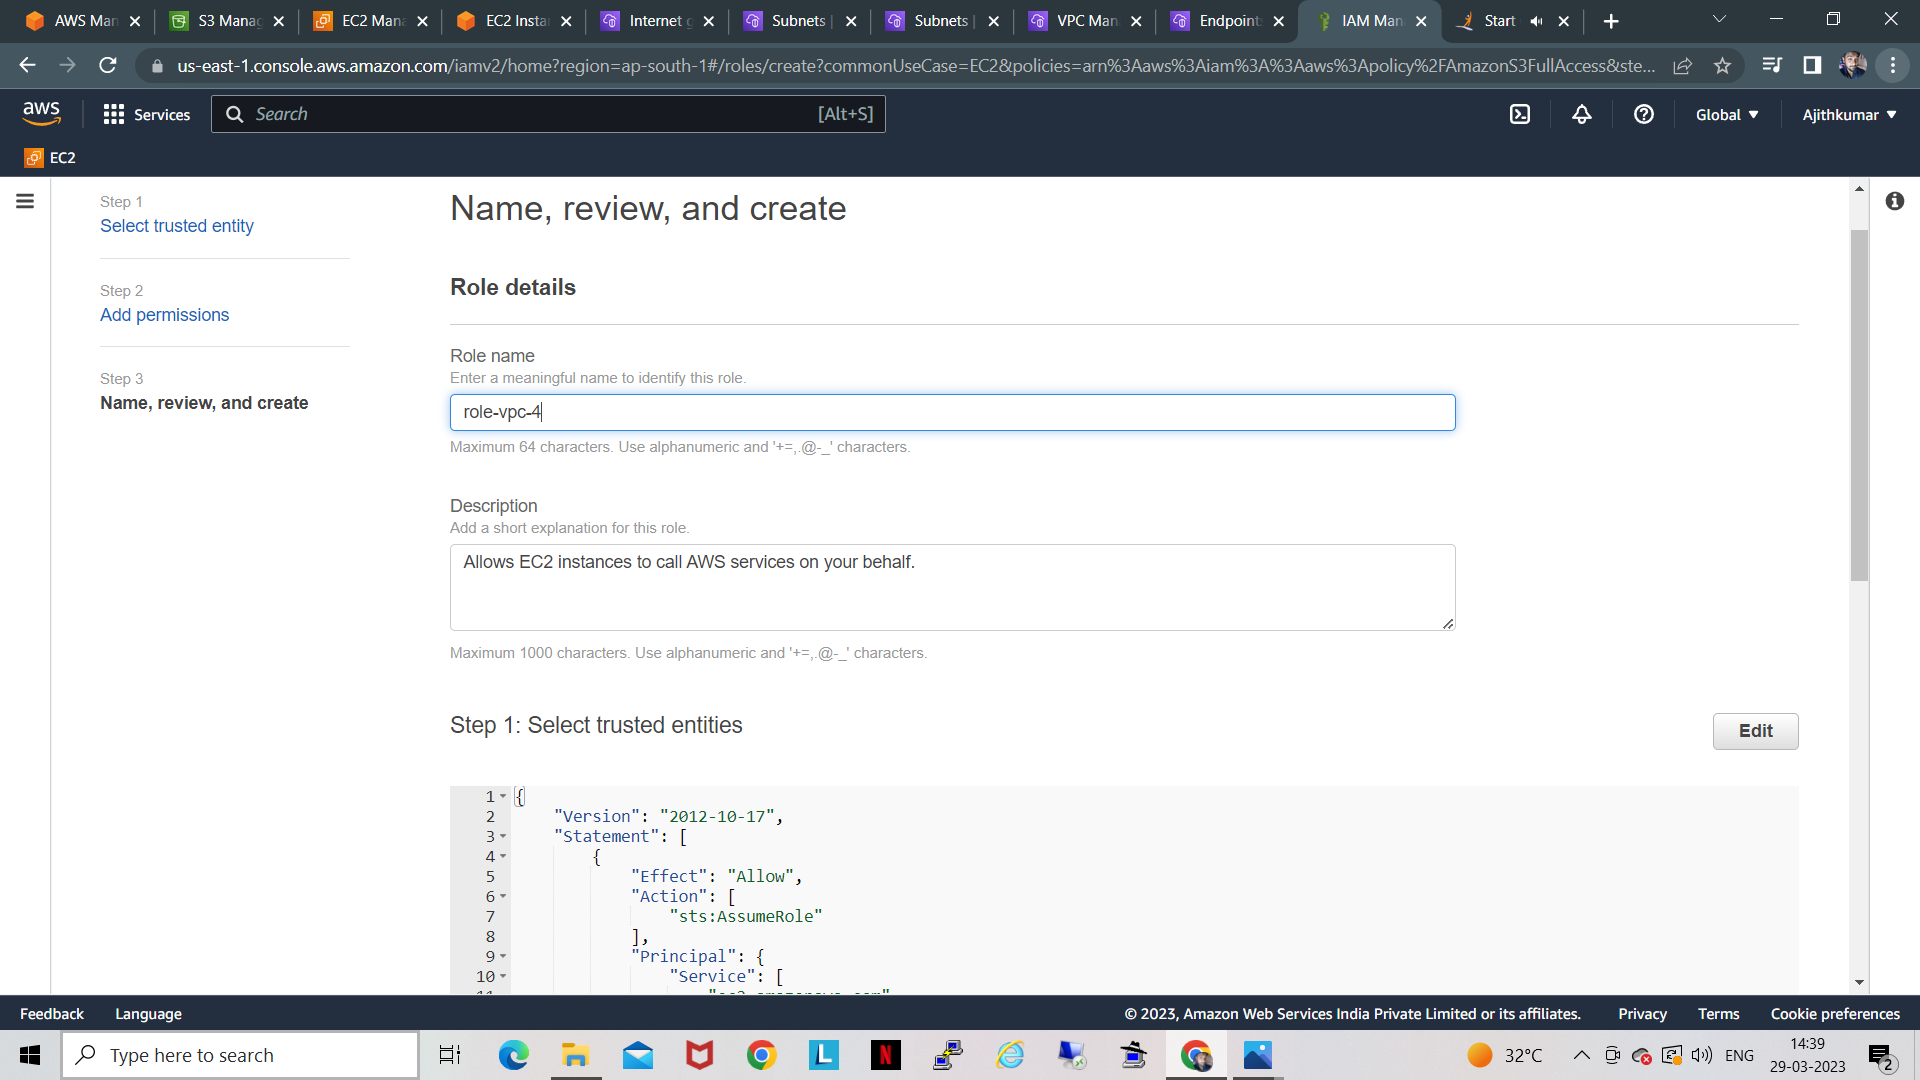 AWS Man
S3 Manag
EC2 Mana
EC2 Insta
Internet g
Subnets |
Subnets |
VPC Man
Endpoint
IAM Man
Start
us-east-1.console.aws.amazon.com/iamv2/home?region=ap-south-1#/roles/create?commonUseCase=EC2&policies=arn%3Aaws%3Aiam%3A%3Aaws%3Apolicy%2FAmazonS3FullAccess&ste...
aws
Services
Search
[Alt+S]
Global
Ajithkumar
EC2
Step 1
Select trusted entity
Step 2
Add permissions
Step 3
Name, review, and create
Name, review, and create
Role details
Role name
Enter a meaningful name to identify this role.
role-vpc-4
Maximum 64 characters. Use alphanumeric and '+=,.@-_' characters.
Description
Add a short explanation for this role.
Allows EC2 instances to call AWS services on your behalf.
Maximum 1000 characters. Use alphanumeric and '+=,.@-_' characters.
Step 1: Select trusted entities
Edit
1 {
2 "Version": "2012-10-17",
3 "Statement": [
4 {
5 "Effect": "Allow",
6 "Action": [
7 "sts:AssumeRole"
8 ],
9 "Principal": {
10 "Service": [
Feedback
Language
© 2023, Amazon Web Services India Private Limited or its affiliates.
Privacy
Terms
Cookie preferences
Type here to search
L
N
32°C
ENG
14:39
29-03-2023
2